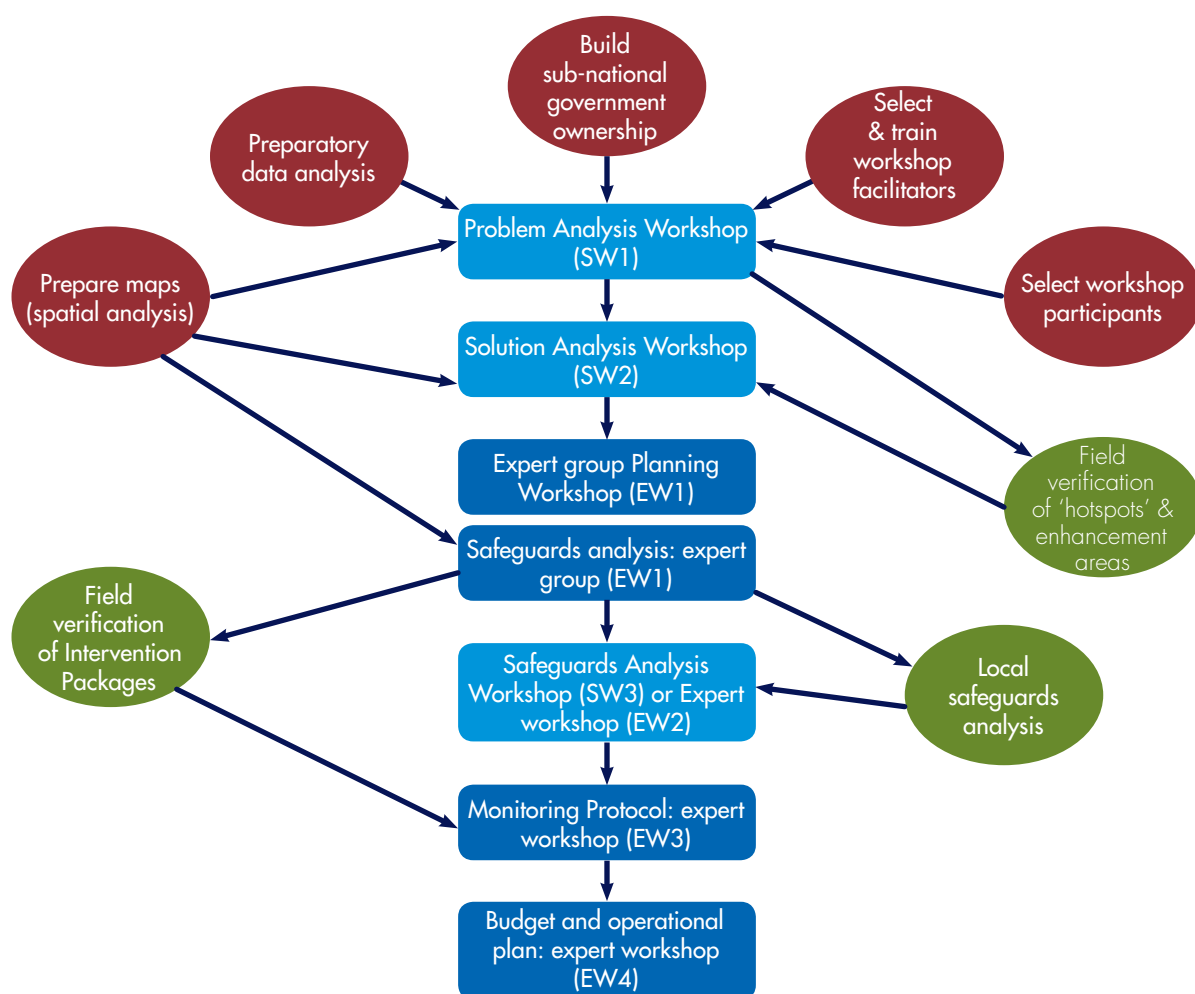 Build
sub-national
government
ownership
Preparatory
data analysis
Select
& train
workshop
facilitators
Problem Analysis Workshop
(SW1)
Prepare maps
(spatial analysis)
Select workshop
participants
Solution Analysis Workshop
(SW2)
Expert group Planning
Workshop (EW1)
Field
verification
of ‘hotspots’ &
enhancement
areas
Safeguards analysis: expert
group (EW1)
Field
verification
of Intervention
Packages
Safeguards Analysis
Workshop (SW3) or Expert
workshop (EW2)
Local
safeguards
analysis
Monitoring Protocol: expert
workshop (EW3)
Budget and operational
plan: expert workshop
(EW4)